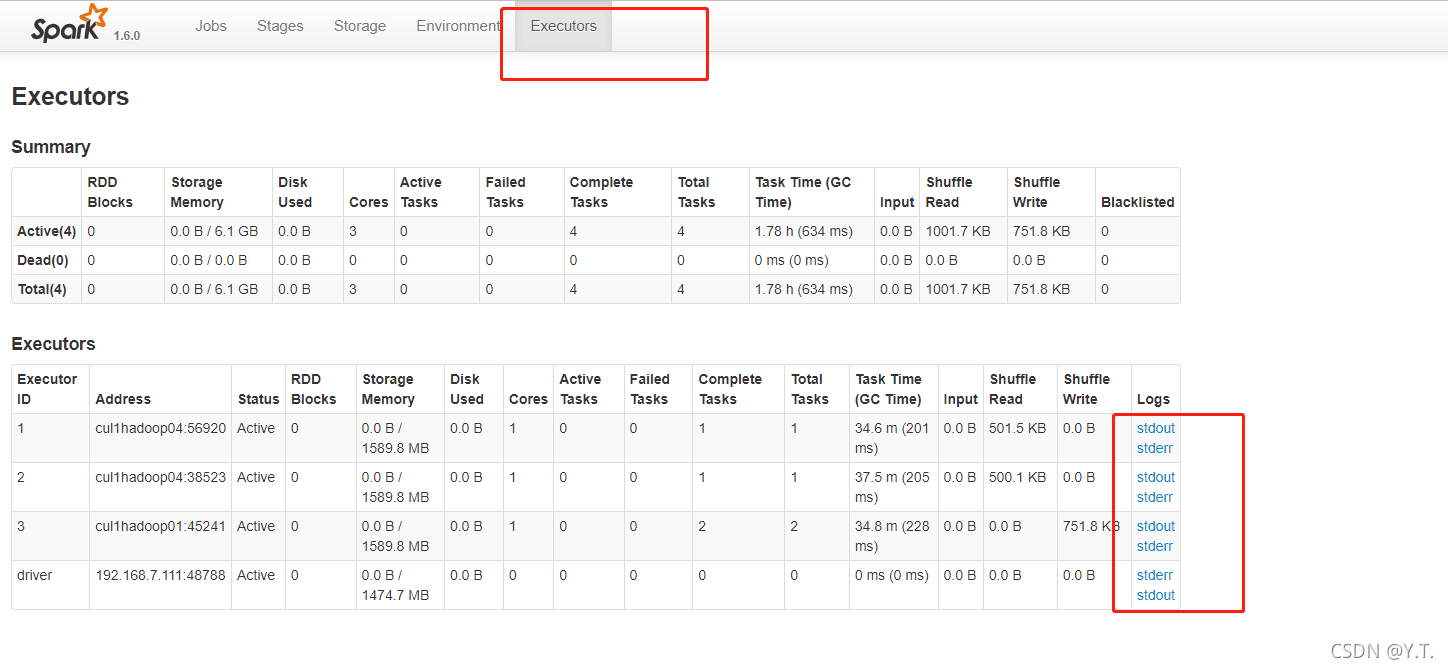 Spark 1.6.0 Jobs Stages Storage Environment Executors
Executors
Summary
RDD Blocks Storage Memory Disk Used Cores Active Tasks Failed Tasks Complete Tasks Total Tasks Task Time (GC Time) Input Shuffle Read Shuffle Write Blacklisted
Active(4) 0 0.0 B / 6.1 GB 0.0 B 3 0 0 4 4 1.78 h (634 ms) 0.0 B 1001.7 KB 751.8 KB 0
Dead(0) 0 0.0 B / 0.0 B 0.0 B 0 0 0 0 0 0 ms (0 ms) 0.0 B 0.0 B 0.0 B 0
Total(4) 0 0.0 B / 6.1 GB 0.0 B 3 0 0 4 4 1.78 h (634 ms) 0.0 B 1001.7 KB 751.8 KB 0
Executors
Executor ID Address Status RDD Blocks Storage Memory Disk Used Cores Active Tasks Failed Tasks Complete Tasks Total Tasks Task Time (GC Time) Input Shuffle Read Shuffle Write Logs
1 cul1hadoop04:56920 Active 0 0.0 B / 1589.8 MB 0.0 B 1 0 0 1 1 34.6 m (201 ms) 0.0 B 501.5 KB 0.0 B stdout stderr
2 cul1hadoop04:38523 Active 0 0.0 B / 1589.8 MB 0.0 B 1 0 0 1 1 37.5 m (205 ms) 0.0 B 500.1 KB 0.0 B stdout stderr
3 cul1hadoop01:45241 Active 0 0.0 B / 1589.8 MB 0.0 B 1 0 0 2 2 34.8 m (228 ms) 0.0 B 0.0 B 751.8 KB stdout stderr
driver 192.168.7.111:48788 Active 0 0.0 B / 1474.7 MB 0.0 B 0 0 0 0 0 0 ms (0 ms) 0.0 B 0.0 B 0.0 B stderr stdout
CSDN @Y.T.